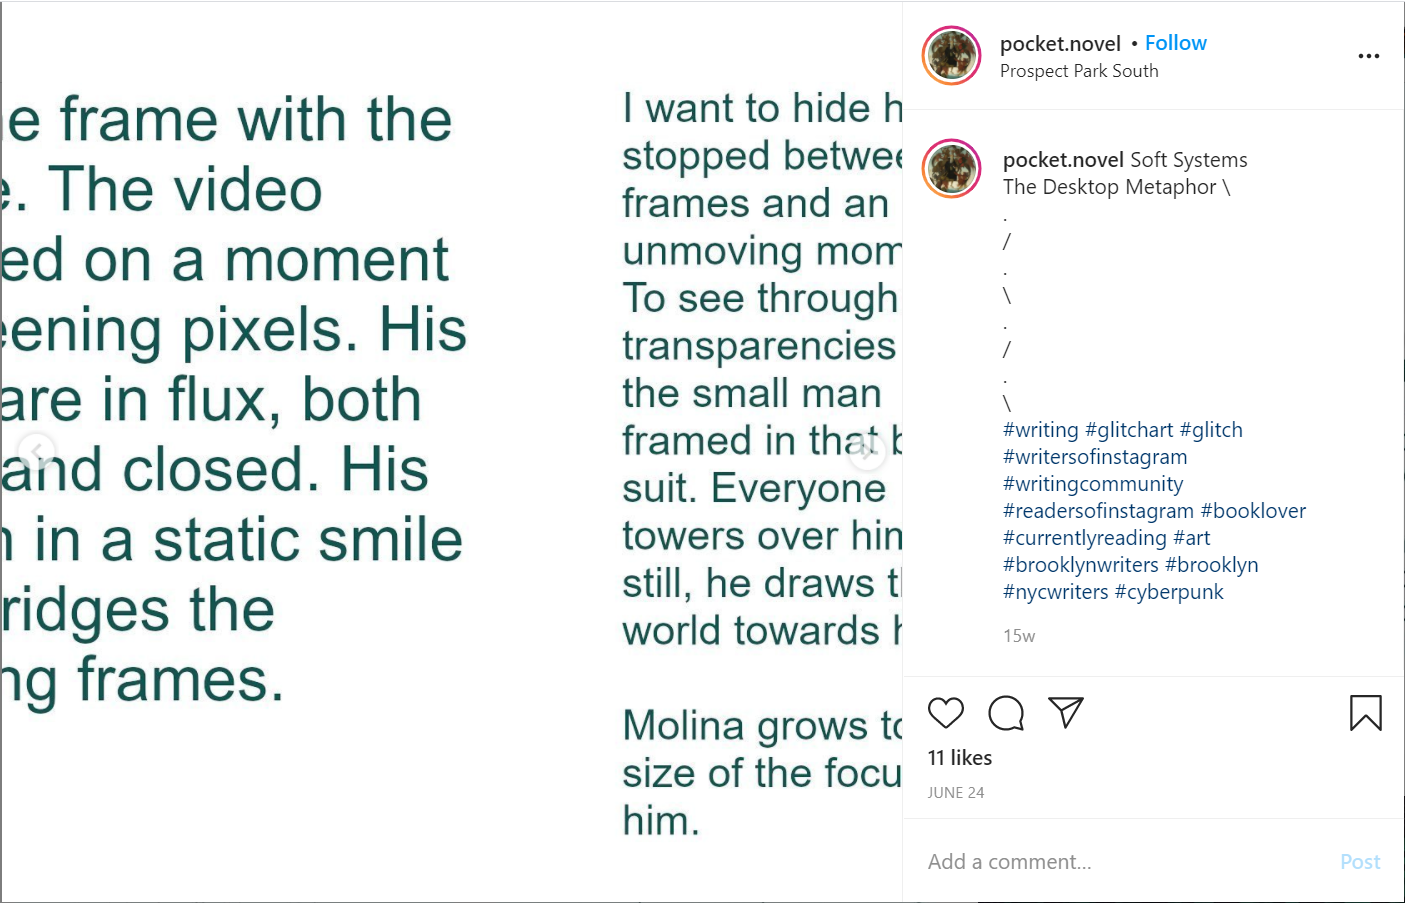 e frame with the
. The video
ed on a moment
ening pixels. His
are in flux, both
and closed. His
in a static smile
ridges the
ng frames.
I want to hide h
stopped betwee
frames and an
unmoving mom
To see through
transparencies
the small man
framed in that b
suit. Everyone
towers over him
still, he draws t
world towards h
Molina grows to
size of the focu
him.
pocket.novel • Follow
Prospect Park South
pocket.novel Soft Systems
The Desktop Metaphor \
.
/
.
\
.
/
.
\
#writing #glitchart #glitch
#writersofinstagram
#writingcommunity
#readersofinstagram #booklover
#currentlyreading #art
#brooklynwriters #brooklyn
#nycwriters #cyberpunk
15w
11 likes
JUNE 24
Add a comment...
Post